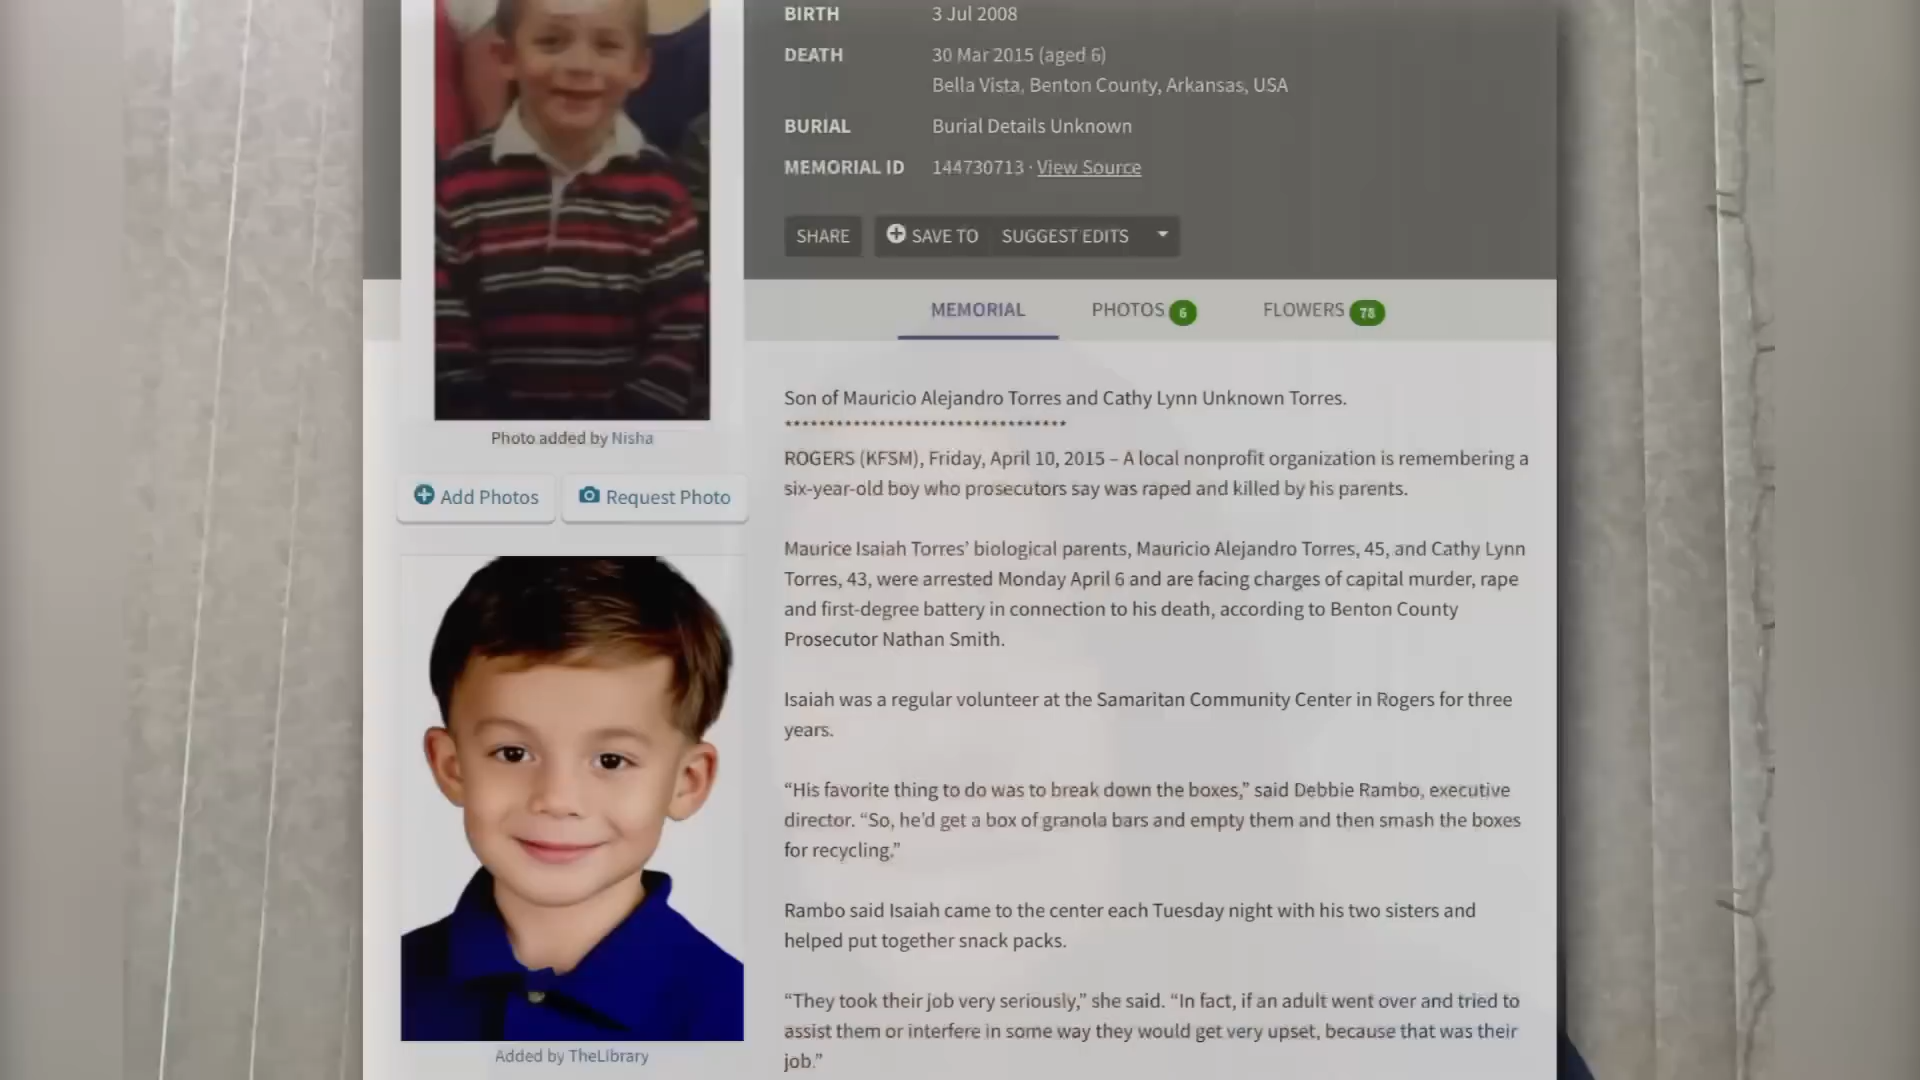 BIRTH 3 Jul 2008
DEATH 30 Mar 2015 (aged 6)
Bella Vista, Benton County, Arkansas, USA
BURIAL Burial Details Unknown
MEMORIAL ID 144730713 · View Source
SHARE SAVE TO SUGGEST EDITS
MEMORIAL PHOTOS 6 FLOWERS 78
Photo added by Nisha
Add Photos Request Photo
Added by TheLibrary
Son of Mauricio Alejandro Torres and Cathy Lynn Unknown Torres.
*********************************
ROGERS (KFSM), Friday, April 10, 2015 – A local nonprofit organization is remembering a
six-year-old boy who prosecutors say was raped and killed by his parents.
Maurice Isaiah Torres’ biological parents, Mauricio Alejandro Torres, 45, and Cathy Lynn
Torres, 43, were arrested Monday April 6 and are facing charges of capital murder, rape
and first-degree battery in connection to his death, according to Benton County
Prosecutor Nathan Smith.
Isaiah was a regular volunteer at the Samaritan Community Center in Rogers for three
years.
“His favorite thing to do was to break down the boxes,” said Debbie Rambo, executive
director. “So, he’d get a box of granola bars and empty them and then smash the boxes
for recycling.”
Rambo said Isaiah came to the center each Tuesday night with his two sisters and
helped put together snack packs.
“They took their job very seriously,” she said. “In fact, if an adult went over and tried to
assist them or interfere in some way they would get very upset, because that was their
job.”